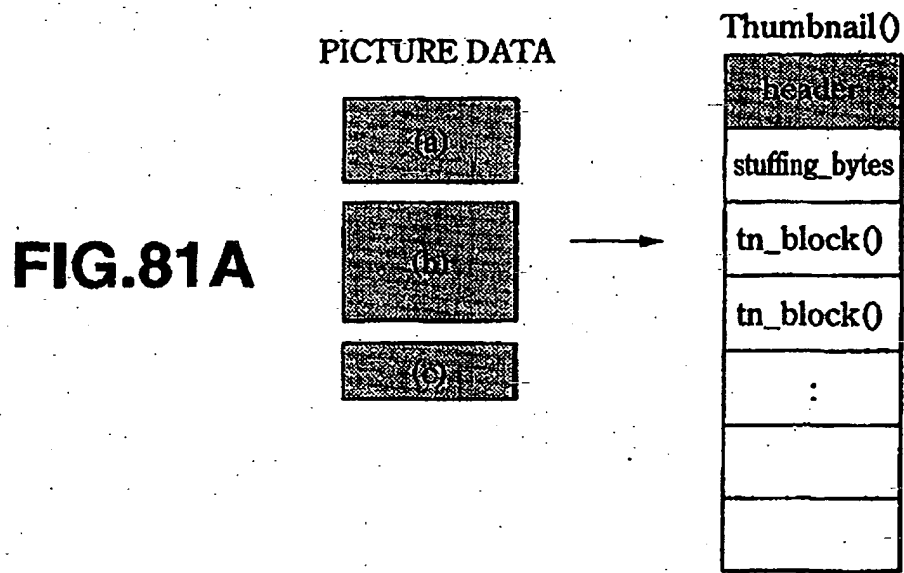 PICTURE DATA
(a)
(b)
(c)
FIG.81A
Thumbnail()
header
stuffing_bytes
tn_block()
tn_block()
: